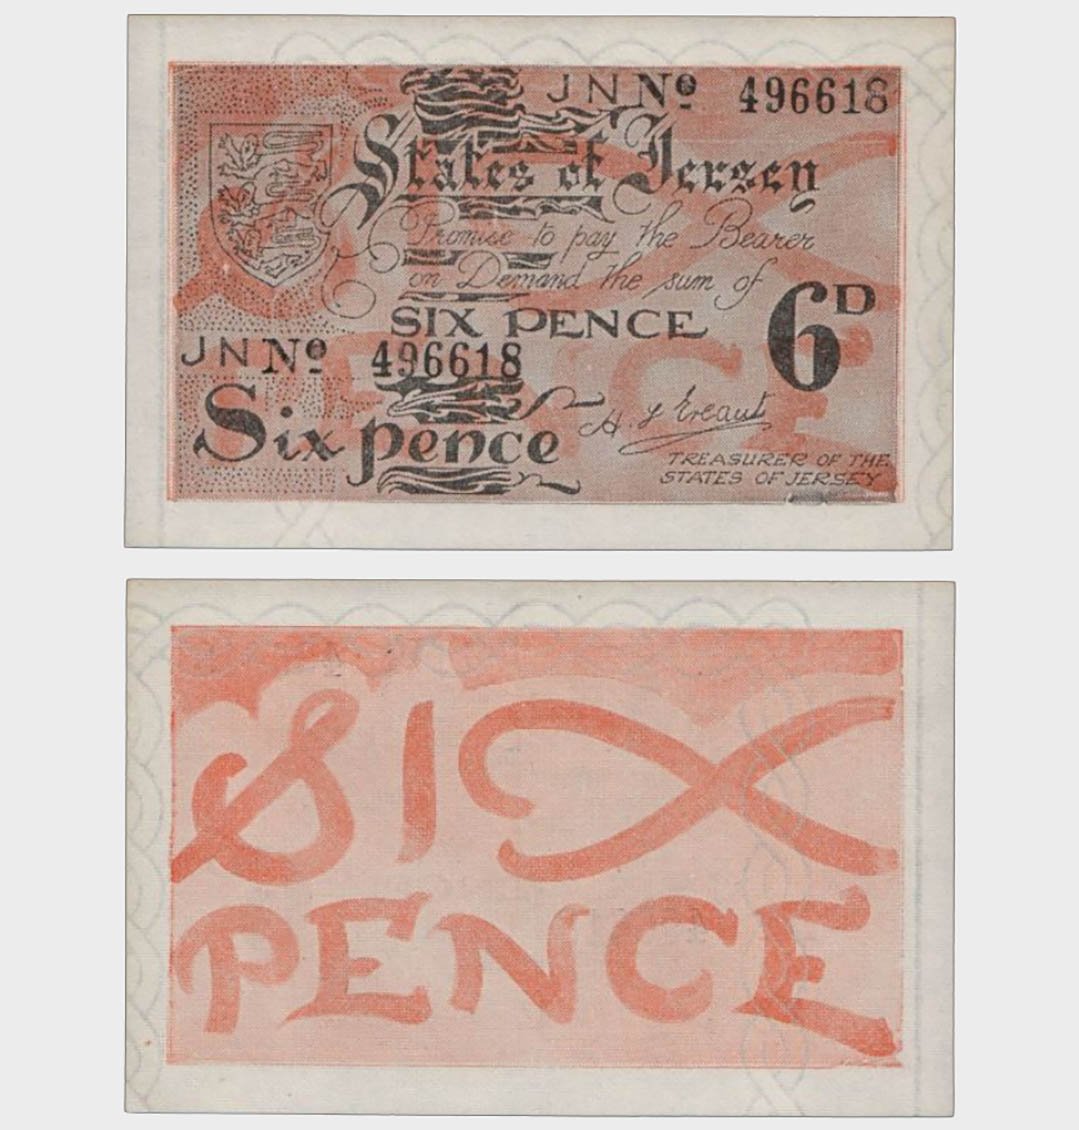 JN Nº 496618
States of Jersey
Promise to pay the Bearer
on Demand the sum of
SIX PENCE
6D
JN Nº 496618
Six pence
H. F. Ereaut
TREASURER OF THE
STATES OF JERSEY
SIX
PENCE